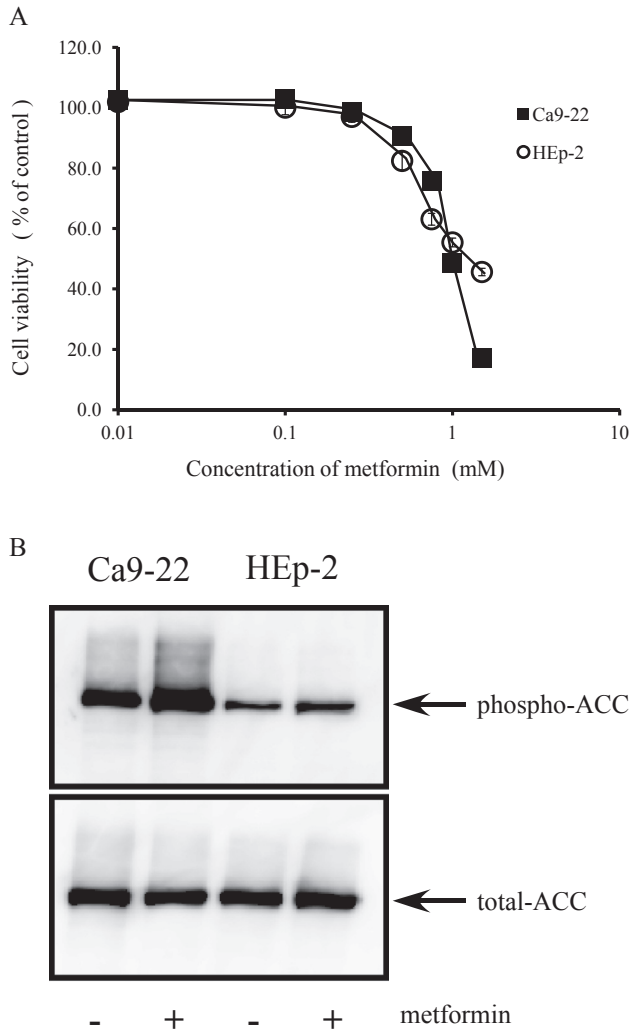 A
120.0
100.0
80.0
60.0
40.0
20.0
0.0
Cell viability ( % of control )
Ca9-22
HEp-2
0.01 0.1 1 10
Concentration of metformin (mM)
B
Ca9-22 HEp-2
phospho-ACC
total-ACC
- + - + metformin